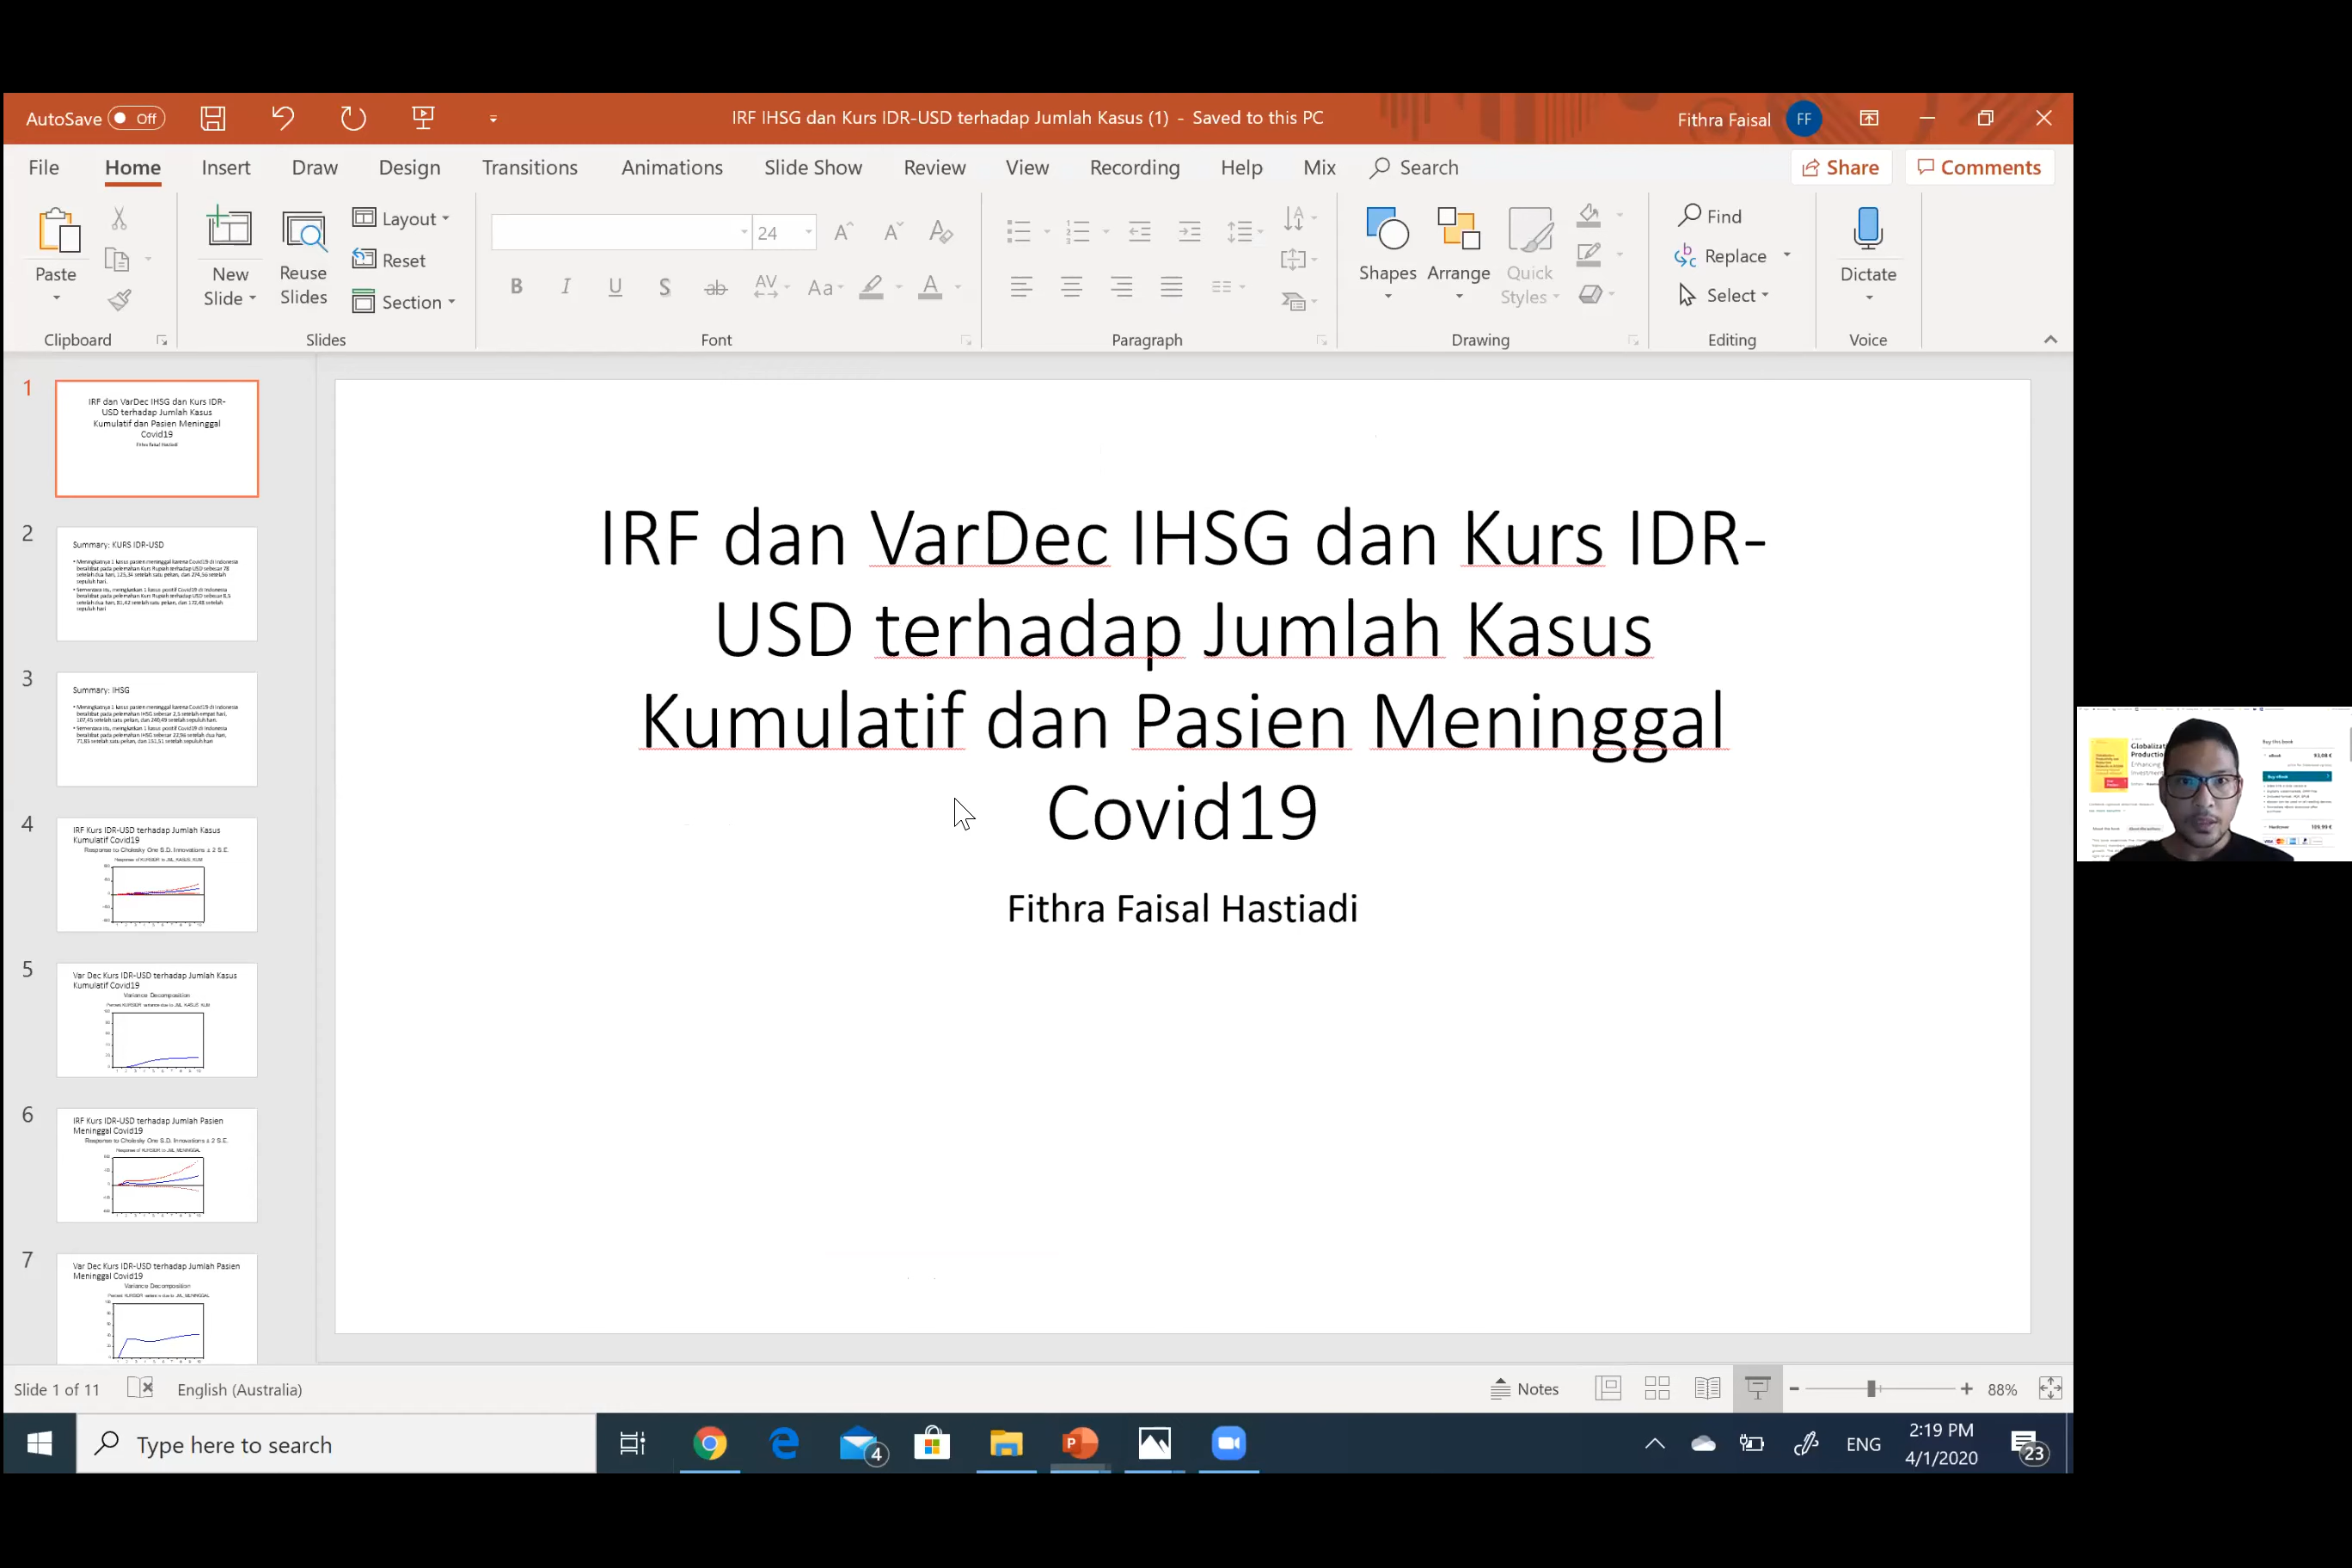 AutoSave Off
IRF IHSG dan Kurs IDR-USD terhadap Jumlah Kasus (1) - Saved to this PC
Fithra Faisal FF
File Home Insert Draw Design Transitions Animations Slide Show Review View Recording Help Mix Search Share Comments
Paste
New Slide
Reuse Slides
Layout
Reset
Section
24
Shapes Arrange Quick Styles
Find
Replace
Select
Dictate
Clipboard Slides Font Paragraph Drawing Editing Voice
1
IRF dan VarDec IHSG dan Kurs IDR-
USD terhadap Jumlah Kasus
Kumulatif dan Pasien Meninggal
Covid19
Fithra Faisal Hastiadi
2
Summary: KURS IDR-USD
3
Summary: IHSG
4
IRF Kurs IDR-USD terhadap Jumlah Kasus
Kumulatif Covid19
Response to Cholesky One S.D. Innovations ± 2 S.E.
5
Var Dec Kurs IDR-USD terhadap Jumlah Kasus
Kumulatif Covid19
Variance Decomposition
6
IRF Kurs IDR-USD terhadap Jumlah Pasien
Meninggal Covid19
Response to Cholesky One S.D. Innovations ± 2 S.E.
7
Var Dec Kurs IDR-USD terhadap Jumlah Pasien
Meninggal Covid19
Variance Decomposition
IRF dan VarDec IHSG dan Kurs IDR-
USD terhadap Jumlah Kasus
Kumulatif dan Pasien Meninggal
Covid19
Fithra Faisal Hastiadi
Buy this book
Slide 1 of 11
English (Australia)
Notes
88%
Type here to search
4
ENG
2:19 PM
4/1/2020
23